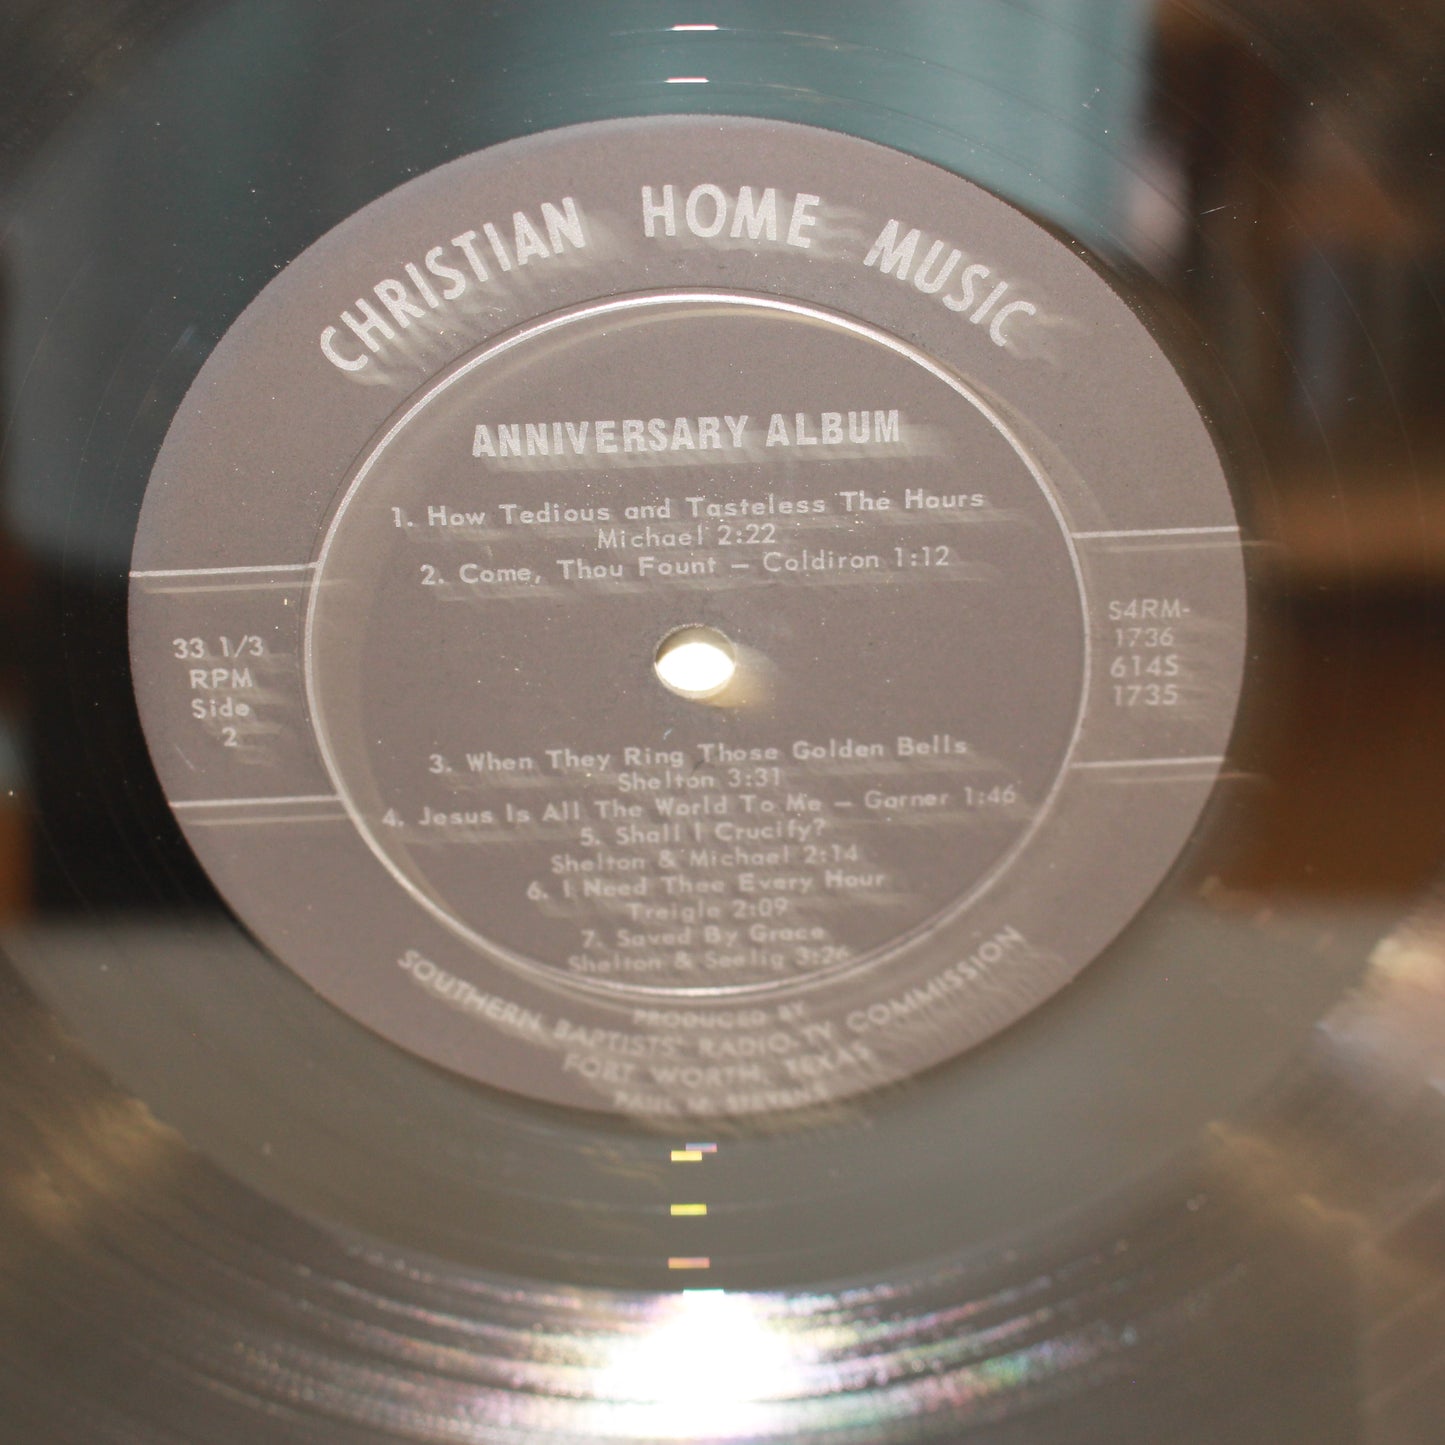 CHRISTIAN HOME MUSIC
ANNIVERSARY ALBUM
1. How Tedious and Tasteless The Hours
Michael 2:22
2. Come, Thou Fount – Coldiron 1:12
33 1/3
RPM
Side
2
S4RM-
1736
614S
1735
3. When They Ring Those Golden Bells
Shelton 3:31
4. Jesus Is All The World To Me – Garner 1:46
5. Shall I Crucify?
Shelton & Michael 2:14
6. I Need Thee Every Hour
Treigle 2:09
7. Saved By Grace
Shelton & Seelig
PRODUCED BY
SOUTHERN BAPTISTS' RADIO-TV COMMISSION
FORT WORTH, TEXAS
PAUL M. STEVENS